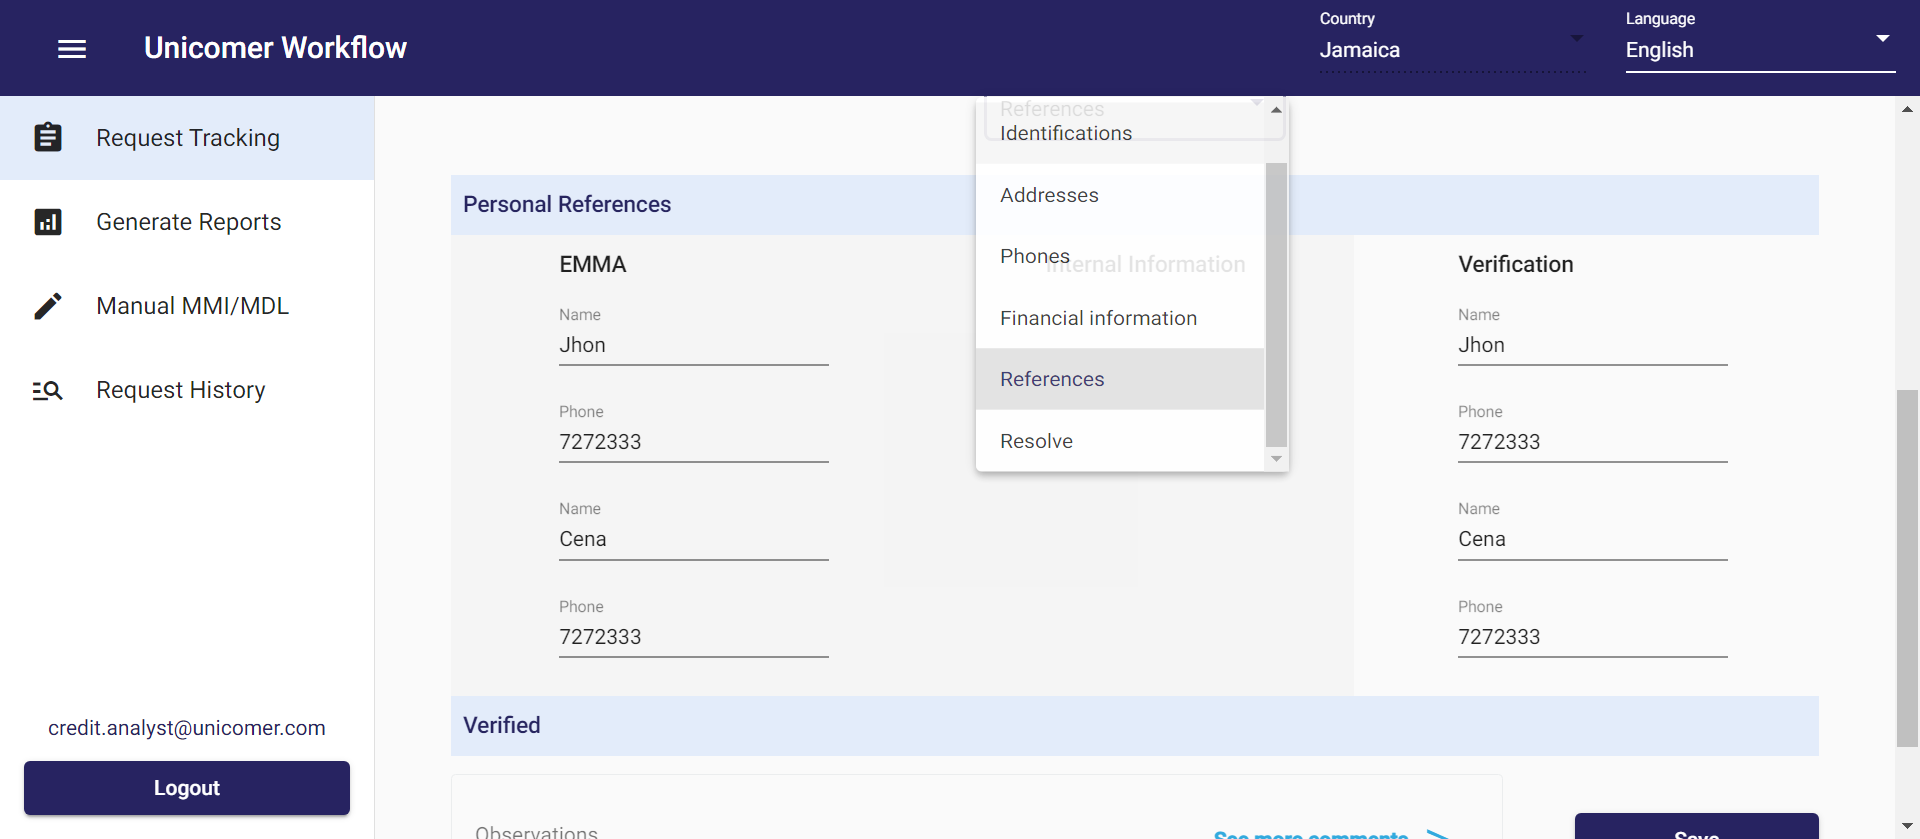 Unicomer Workflow
Country
Jamaica
Language
English
Request Tracking
Generate Reports
Manual MMI/MDL
Request History
credit.analyst@unicomer.com
Logout
References
Identifications
Addresses
Phones
Financial information
References
Resolve
Personal References
EMMA
Internal Information
Verification
Name
Jhon
Phone
7272333
Name
Cena
Phone
7272333
Name
Jhon
Phone
7272333
Name
Cena
Phone
7272333
Verified
Observations
See more comments
Save